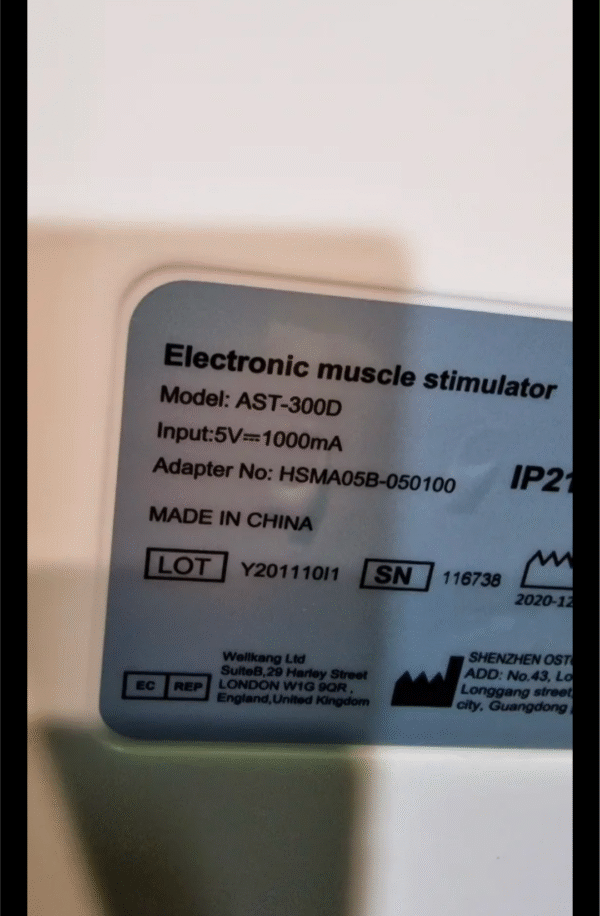 Electronic muscle stimulator
Model: AST-300D
Input:5V⎓1000mA
Adapter No: HSMA05B-050100
IP21
MADE IN CHINA
LOT Y201110I1 SN 116738
2020-12
Wellkang Ltd
SuiteB,29 Harley Street
LONDON W1G 9QR,
England,United Kingdom
EC REP
SHENZHEN OST
ADD: No.43, Lo
Longgang street
city, Guangdong